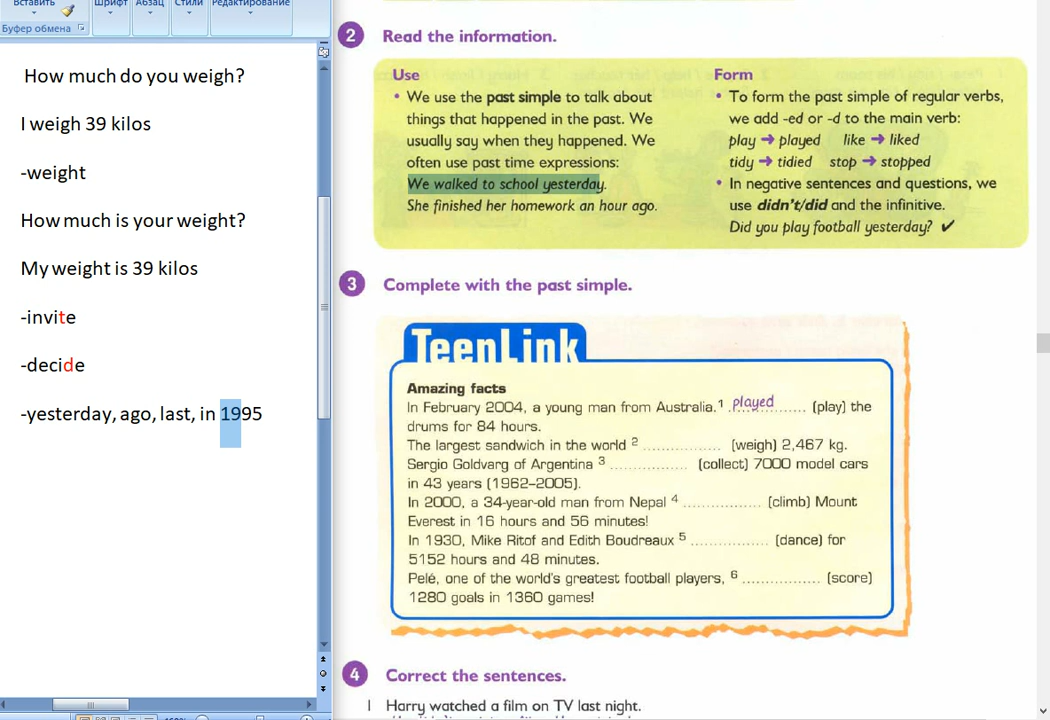 Вставить
Шрифт
Абзац
Стили
Редактирование
Буфер обмена
How much do you weigh?
I weigh 39 kilos
-weight
How much is your weight?
My weight is 39 kilos
-invite
-decide
-yesterday, ago, last, in 1995
2 Read the information.
Use
• We use the past simple to talk about
things that happened in the past. We
usually say when they happened. We
often use past time expressions:
We walked to school yesterday.
She finished her homework an hour ago.
Form
• To form the past simple of regular verbs,
we add -ed or -d to the main verb:
play ➔ played like ➔ liked
tidy ➔ tidied stop ➔ stopped
• In negative sentences and questions, we
use didn't/did and the infinitive.
Did you play football yesterday? ✔
3 Complete with the past simple.
TeenLink
Amazing facts
In February 2004, a young man from Australia.¹ played (play) the
drums for 84 hours.
The largest sandwich in the world ² ................ (weigh) 2,467 kg.
Sergio Goldvarg of Argentina ³ ................ (collect) 7000 model cars
in 43 years (1962–2005).
In 2000, a 34-year-old man from Nepal ⁴ ................ (climb) Mount
Everest in 16 hours and 56 minutes!
In 1930, Mike Ritof and Edith Boudreaux ⁵ ................ (dance) for
5152 hours and 48 minutes.
Pelé, one of the world's greatest football players, ⁶ ................ (score)
1280 goals in 1360 games!
4 Correct the sentences.
1 Harry watched a film on TV last night.